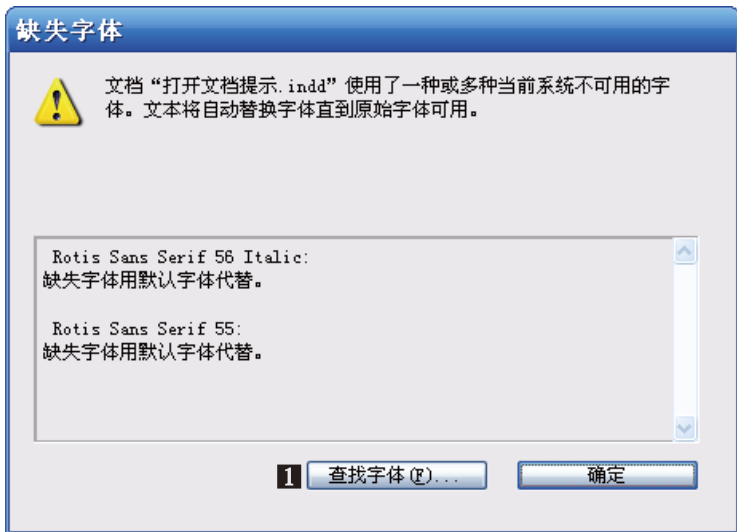 缺失字体
文档“打开文档提示.indd”使用了一种或多种当前系统不可用的字
体。文本将自动替换字体直到原始字体可用。
Rotis Sans Serif 56 Italic:
缺失字体用默认字体代替。
Rotis Sans Serif 55:
缺失字体用默认字体代替。
1 查找字体(F)... 确定